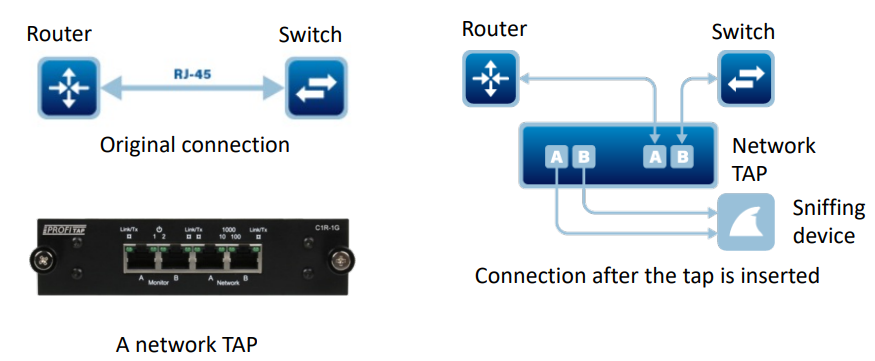 Router
Switch
RJ-45
Original connection
PROFITAP
Link/Tx
1 2
Link/Tx
1000
10 100
Link/Tx
C1R-1G
A
Monitor
B
A
Network
B
A network TAP
Router
Switch
A B
A B
Network
TAP
Sniffing
device
Connection after the tap is inserted